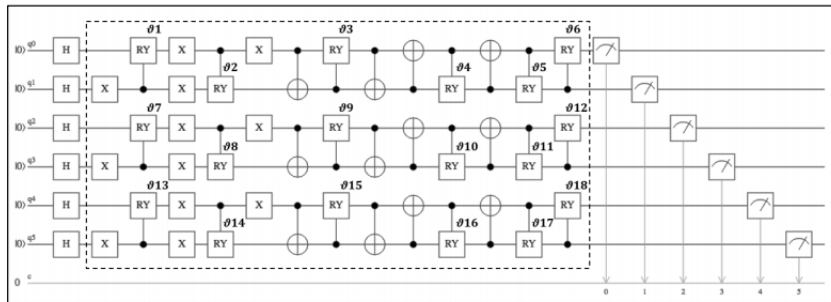 ϑ1 ϑ3 ϑ6
|0⟩ q0 H RY X X RY RY
ϑ2 ϑ4 ϑ5
|0⟩ q1 H X X RY RY RY
ϑ7 ϑ9 ϑ12
|0⟩ q2 H RY X X RY RY
ϑ8 ϑ10 ϑ11
|0⟩ q3 H X X RY RY RY
ϑ13 ϑ15 ϑ18
|0⟩ q4 H RY X X RY RY
ϑ14 ϑ16 ϑ17
|0⟩ q5 H X X RY RY RY
0 c
0 1 2 3 4 5